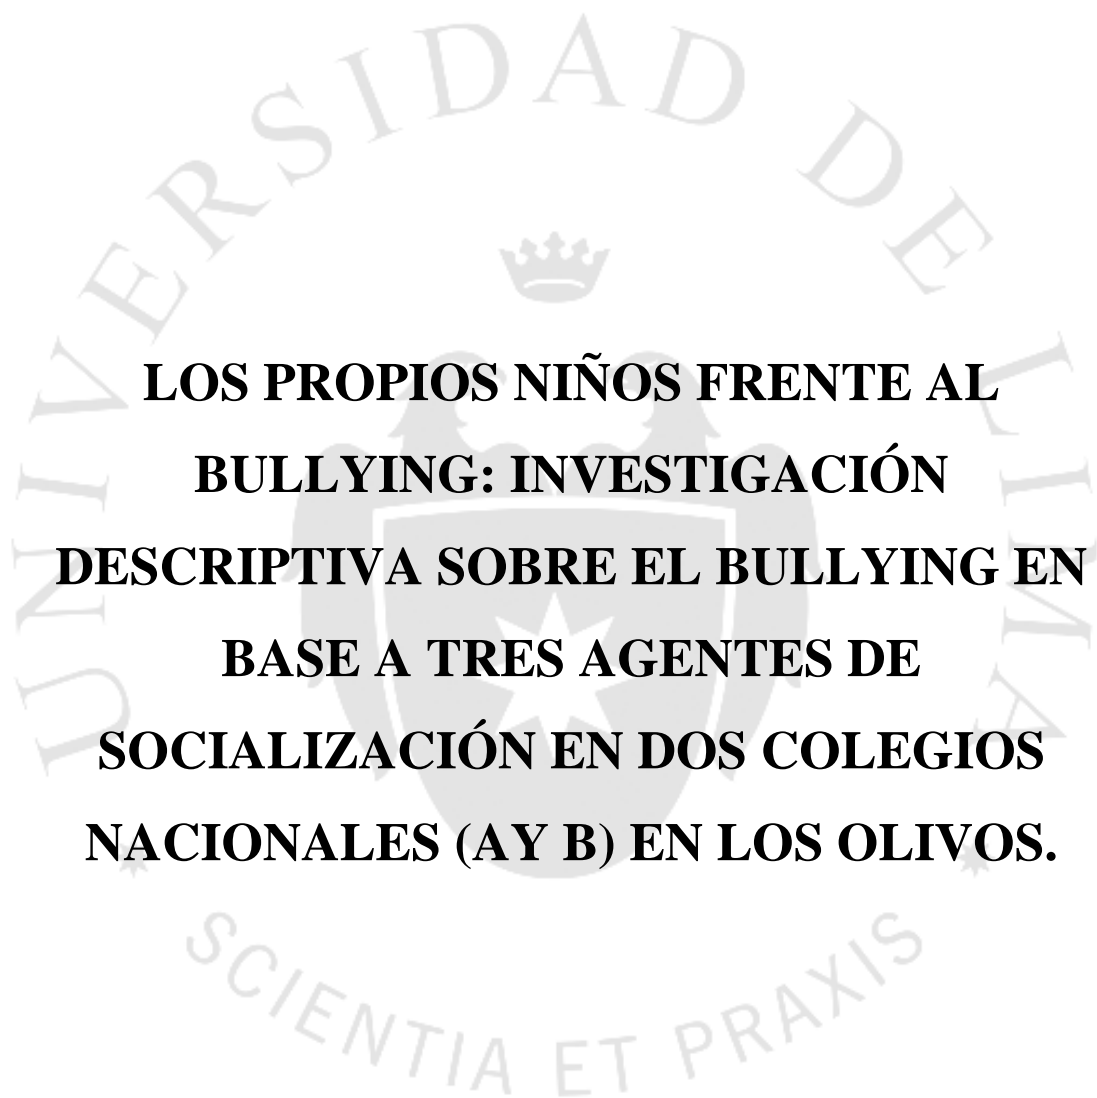 UNIVERSIDAD DE LIMA
LOS PROPIOS NIÑOS FRENTE AL
BULLYING: INVESTIGACIÓN
DESCRIPTIVA SOBRE EL BULLYING EN
BASE A TRES AGENTES DE
SOCIALIZACIÓN EN DOS COLEGIOS
NACIONALES (AY B) EN LOS OLIVOS.
SCIENTIA ET PRAXIS